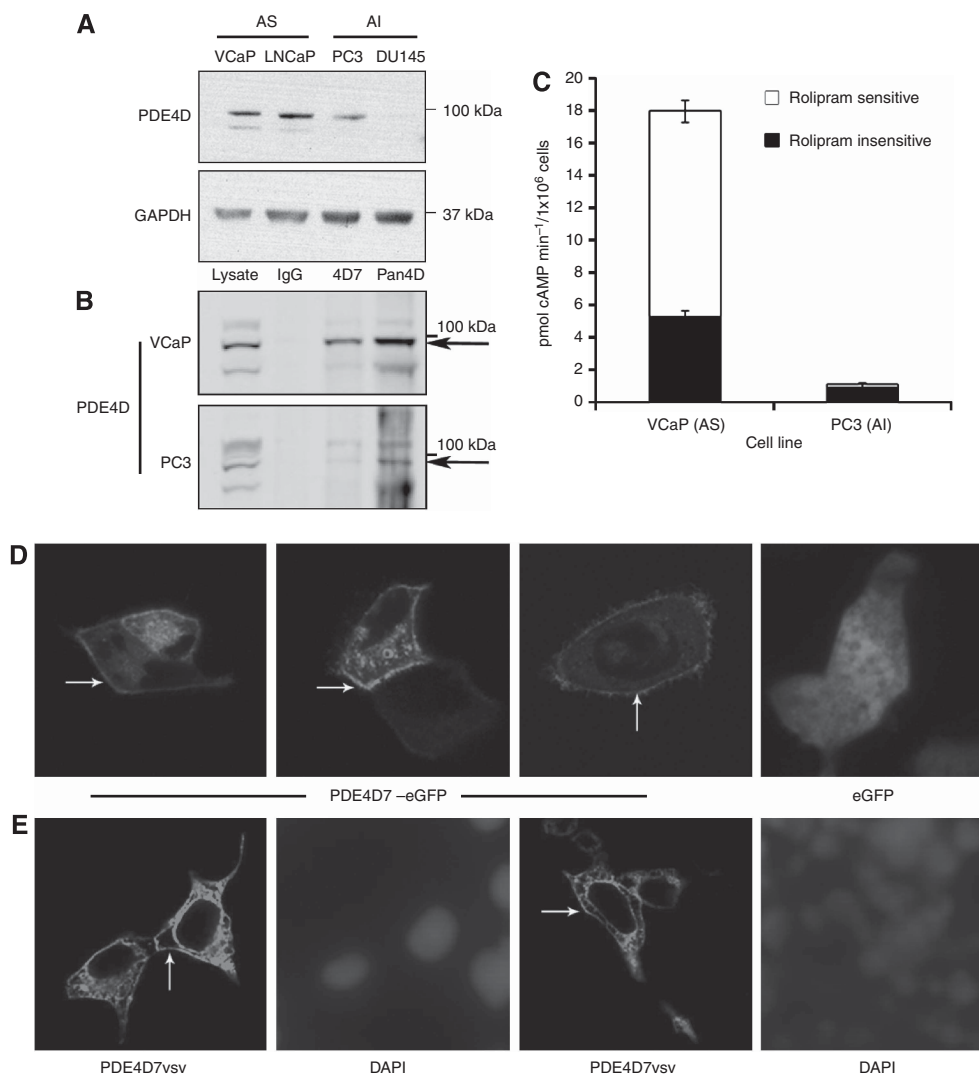 A
AS AI
VCaP LNCaP PC3 DU145
PDE4D
100 kDa
GAPDH
37 kDa
B
Lysate IgG 4D7 Pan4D
VCaP
100 kDa
PDE4D
PC3
100 kDa
C
20
18
16
14
12
10
8
6
4
2
0
pmol cAMP min⁻¹/1x10⁶ cells
Rolipram sensitive
Rolipram insensitive
VCaP (AS) PC3 (AI)
Cell line
D
PDE4D7 –eGFP eGFP
E
PDE4D7vsv DAPI PDE4D7vsv DAPI